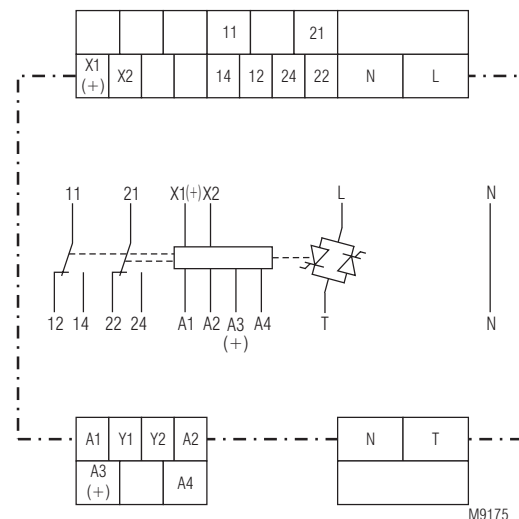 11 21
X1 (+) X2 14 12 24 22 N L
11 21 X1(+) X2 L N
12 14 22 24 A1 A2 A3 (+) A4 T N
A1 Y1 Y2 A2 N T
A3 (+) A4
M9175